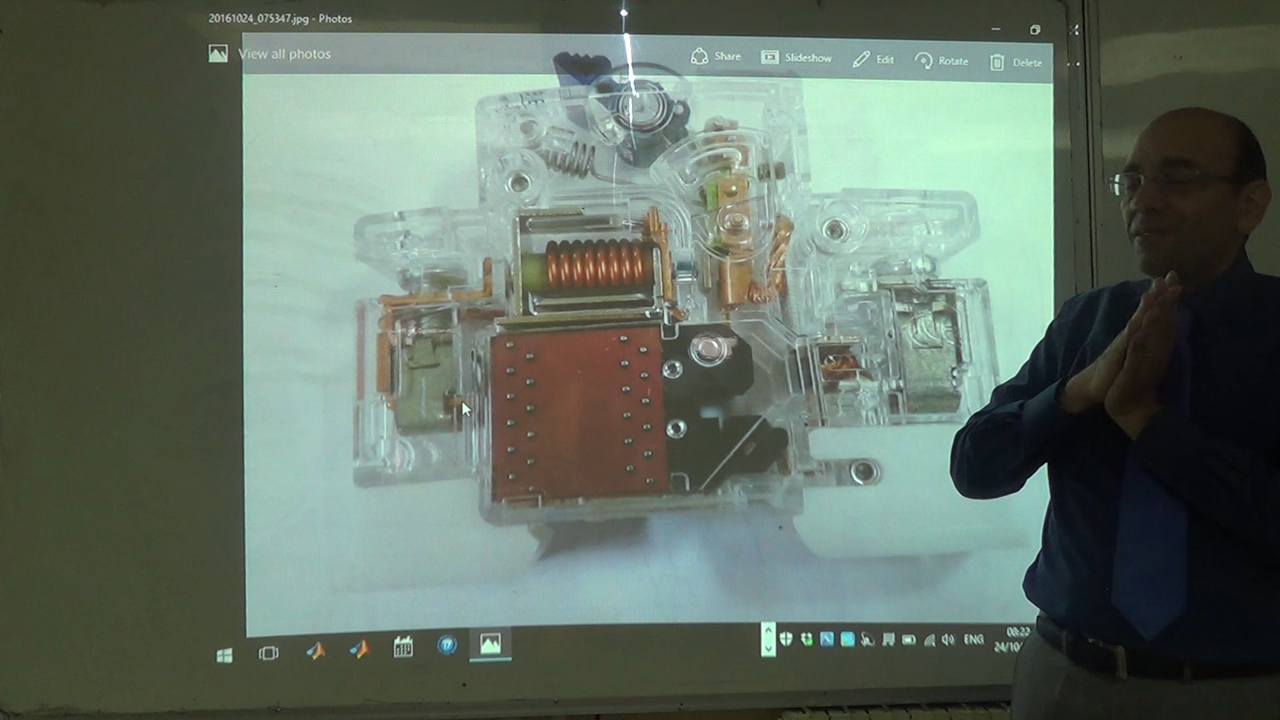 20161024_075347.jpg - Photos
View all photos
Share
Slideshow
Edit
Rotate
Delete
ENG
08:22
24/10